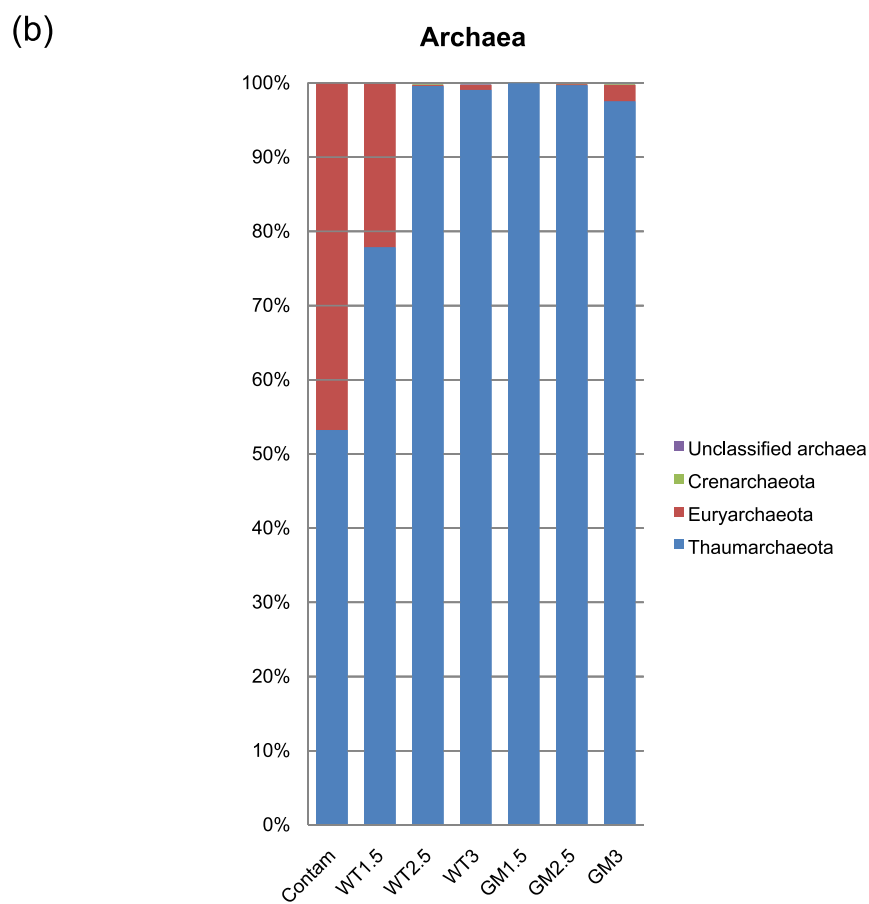 (b)
Archaea
100%
90%
80%
70%
60%
50%
40%
30%
20%
10%
0%
Contam
WT1.5
WT2.5
WT3
GM1.5
GM2.5
GM3
Unclassified archaea
Crenarchaeota
Euryarchaeota
Thaumarchaeota